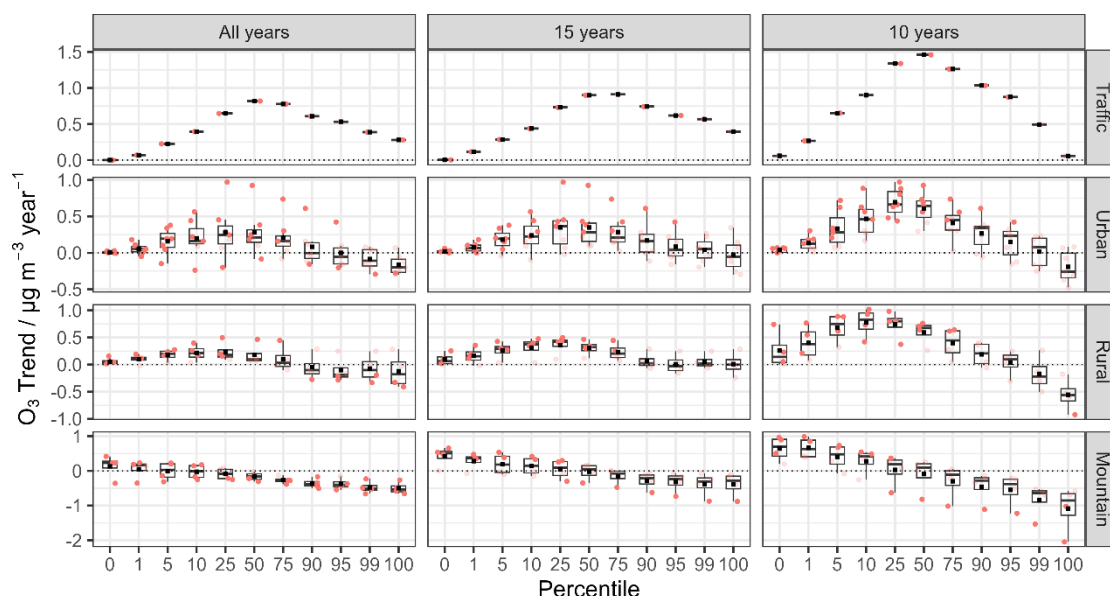 All years
15 years
10 years
O₃ Trend / µg m⁻³ year⁻¹
1.5
1.0
0.5
0.0
Traffic
1.0
0.5
0.0
-0.5
Urban
1.0
0.5
0.0
-0.5
-1.0
Rural
1
0
-1
-2
Mountain
0 1 5 10 25 50 75 90 95 99 100
0 1 5 10 25 50 75 90 95 99 100
0 1 5 10 25 50 75 90 95 99 100
Percentile